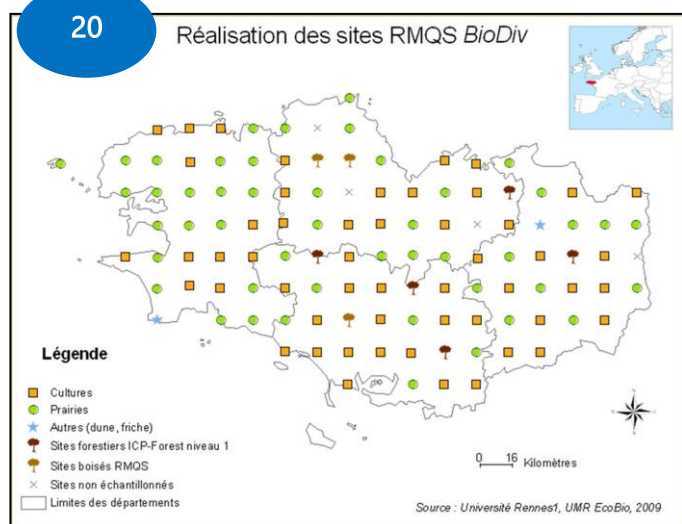 20
Réalisation des sites RMQS BioDiv
Légende
Cultures
Prairies
Autres (dune, friche)
Sites forestiers ICP-Forest niveau 1
Sites boisés RMQS
Sites non échantillonnés
Limites des départements
0 16 Kilomètres
Source : Université Rennes1, UMR EcoBio, 2009